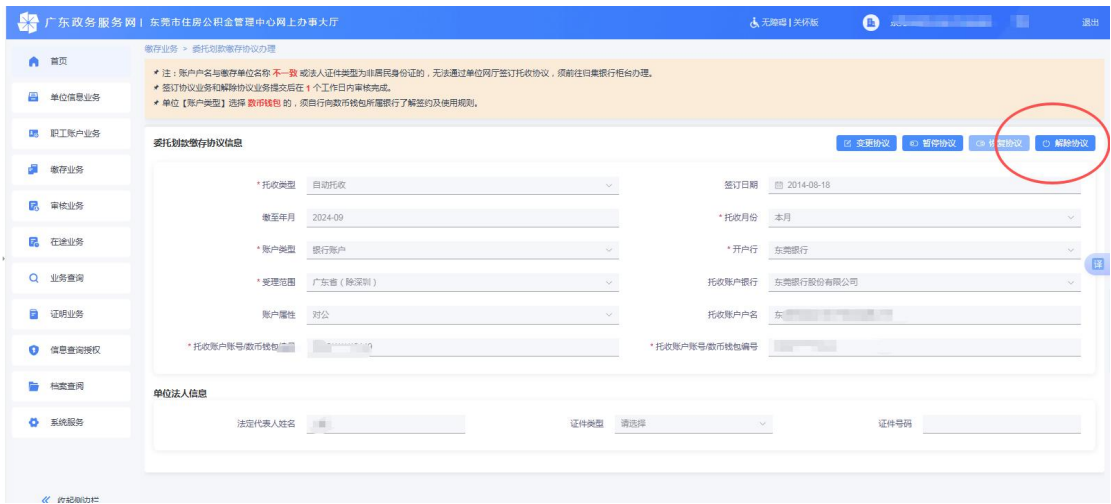 广东政务服务网 | 东莞市住房公积金管理中心网上办事大厅
无障碍 | 关怀版
退出
首页
单位信息业务
职工账户业务
缴存业务
审核业务
在途业务
业务查询
证明业务
信息查询授权
档案查阅
系统服务
收起侧边栏
缴存业务 > 委托划款缴存协议办理
注：账户户名与缴存单位名称 不一致 或法人证件类型为非居民身份证的，无法通过单位网厅签订托收协议，须前往归集银行柜台办理。
签订协议业务和解除协议业务提交后在 1 个工作日内审核完成。
单位【账户类型】选择 数币钱包 的，须自行向数币钱包所属银行了解签约及使用规则。
委托划款缴存协议信息
变更协议 暂停协议 恢复协议 解除协议
* 托收类型 自动托收 签订日期 2014-08-18
缴至年月 2024-09 * 托收月份 本月
* 账户类型 银行账户 * 开户行 东莞银行
* 受理范围 广东省（除深圳） 托收账户银行 东莞银行股份有限公司
账户属性 对公 托收账户户名 东
* 托收账户账号/数币钱包编号 * 托收账户账号/数币钱包编号
译
单位法人信息
法定代表人姓名 证件类型 请选择 证件号码